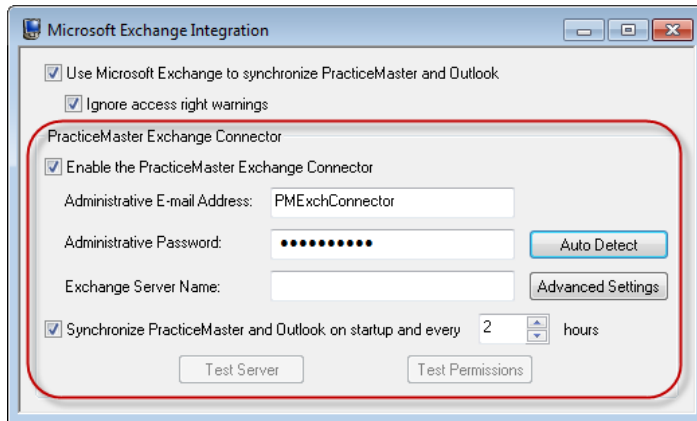 Microsoft Exchange Integration
Use Microsoft Exchange to synchronize PracticeMaster and Outlook
Ignore access right warnings
PracticeMaster Exchange Connector
Enable the PracticeMaster Exchange Connector
Administrative E-mail Address: PMExchConnector
Administrative Password: ●●●●●●●●●● Auto Detect
Exchange Server Name: Advanced Settings
Synchronize PracticeMaster and Outlook on startup and every 2 hours
Test Server Test Permissions